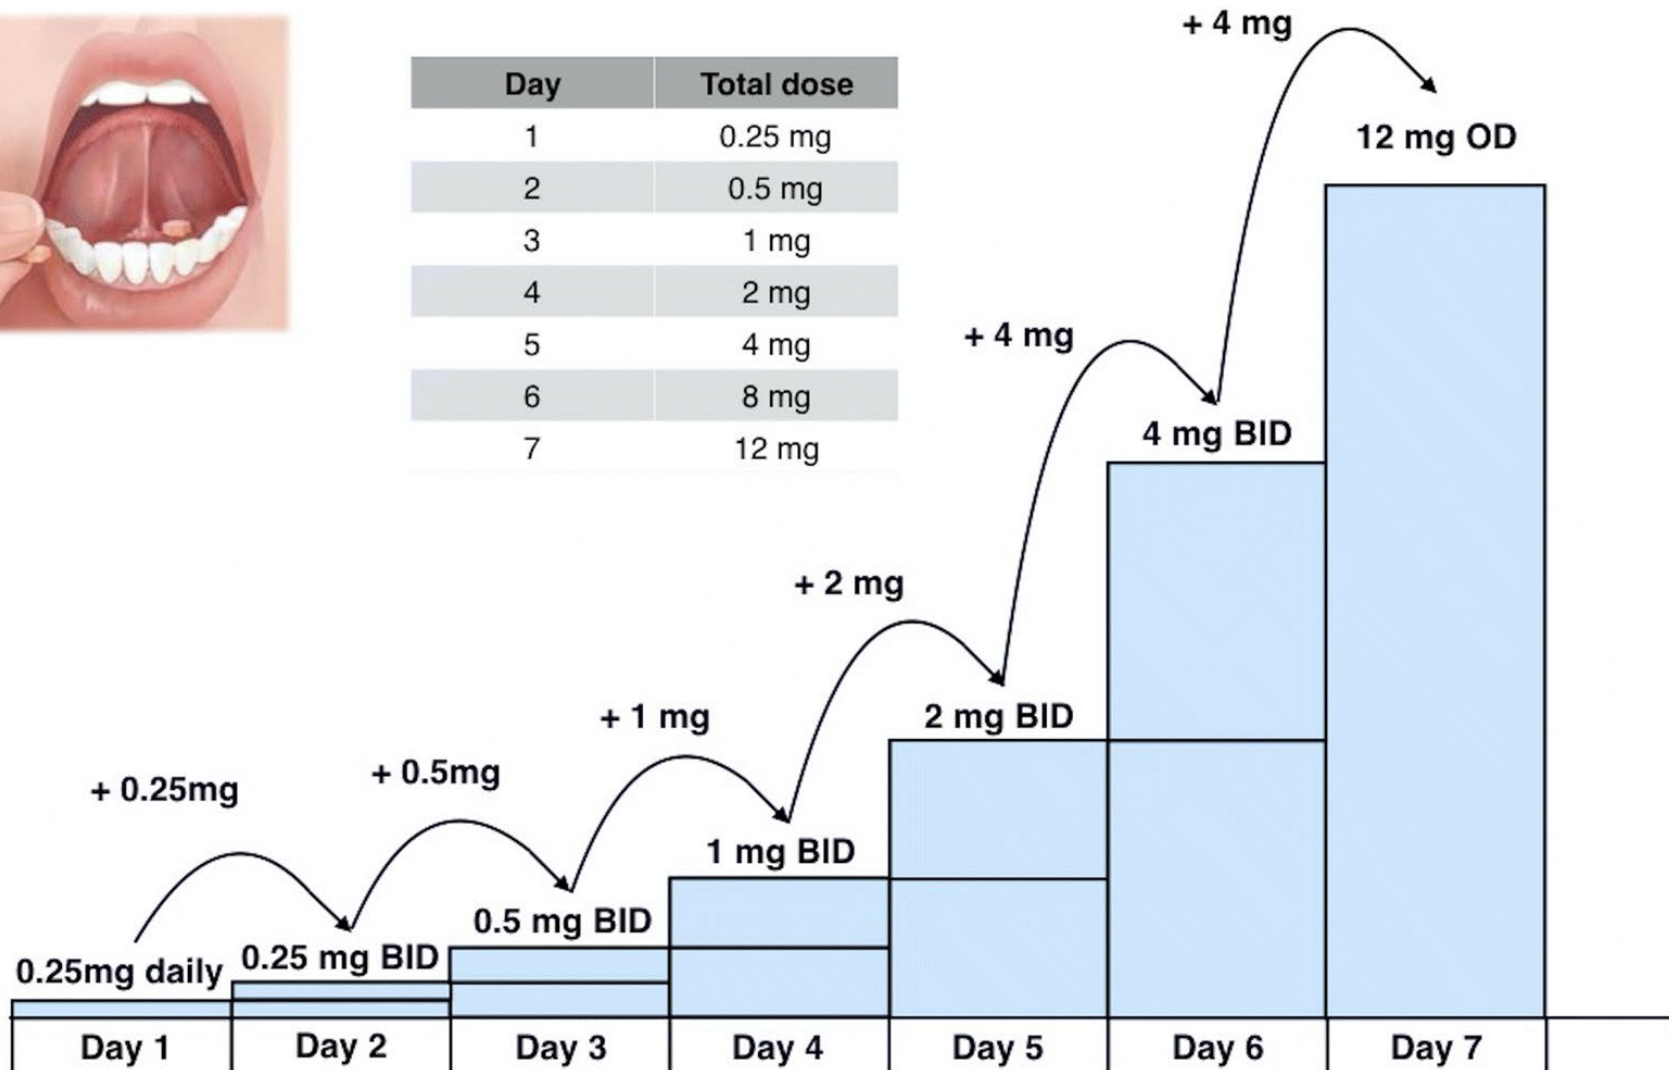 Day Total dose
1 0.25 mg
2 0.5 mg
3 1 mg
4 2 mg
5 4 mg
6 8 mg
7 12 mg
+ 0.25mg
+ 0.5mg
+ 1 mg
+ 2 mg
+ 4 mg
+ 4 mg
0.25mg daily
0.25 mg BID
0.5 mg BID
1 mg BID
2 mg BID
4 mg BID
12 mg OD
Day 1
Day 2
Day 3
Day 4
Day 5
Day 6
Day 7